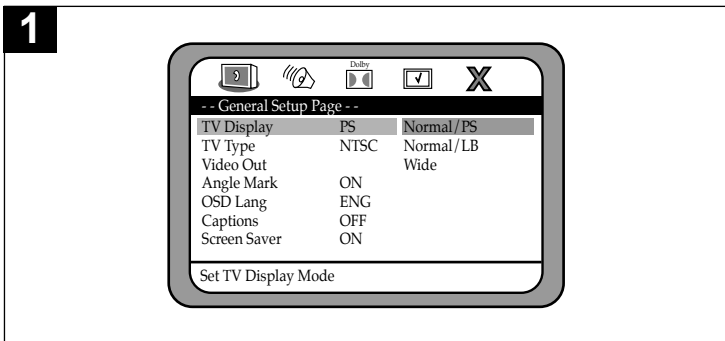 1
Dolby
X
- - General Setup Page - -
TV Display PS Normal/PS
TV Type NTSC Normal/LB
Video Out Wide
Angle Mark ON
OSD Lang ENG
Captions OFF
Screen Saver ON
Set TV Display Mode